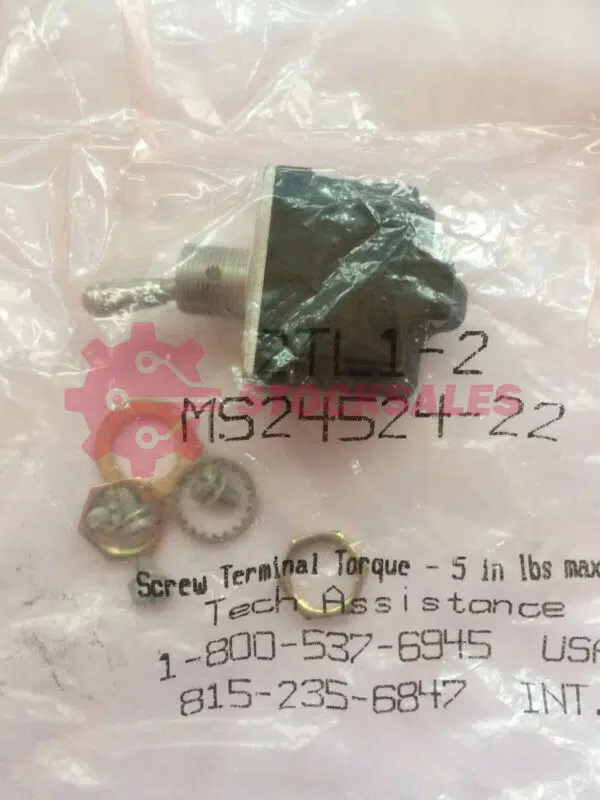 2TL1-2
STOCKSALES
MS24524-22
Screw Terminal Torque - 5 in lbs max
Tech Assistance
1-800-537-6945 USA
815-235-6847 INT.